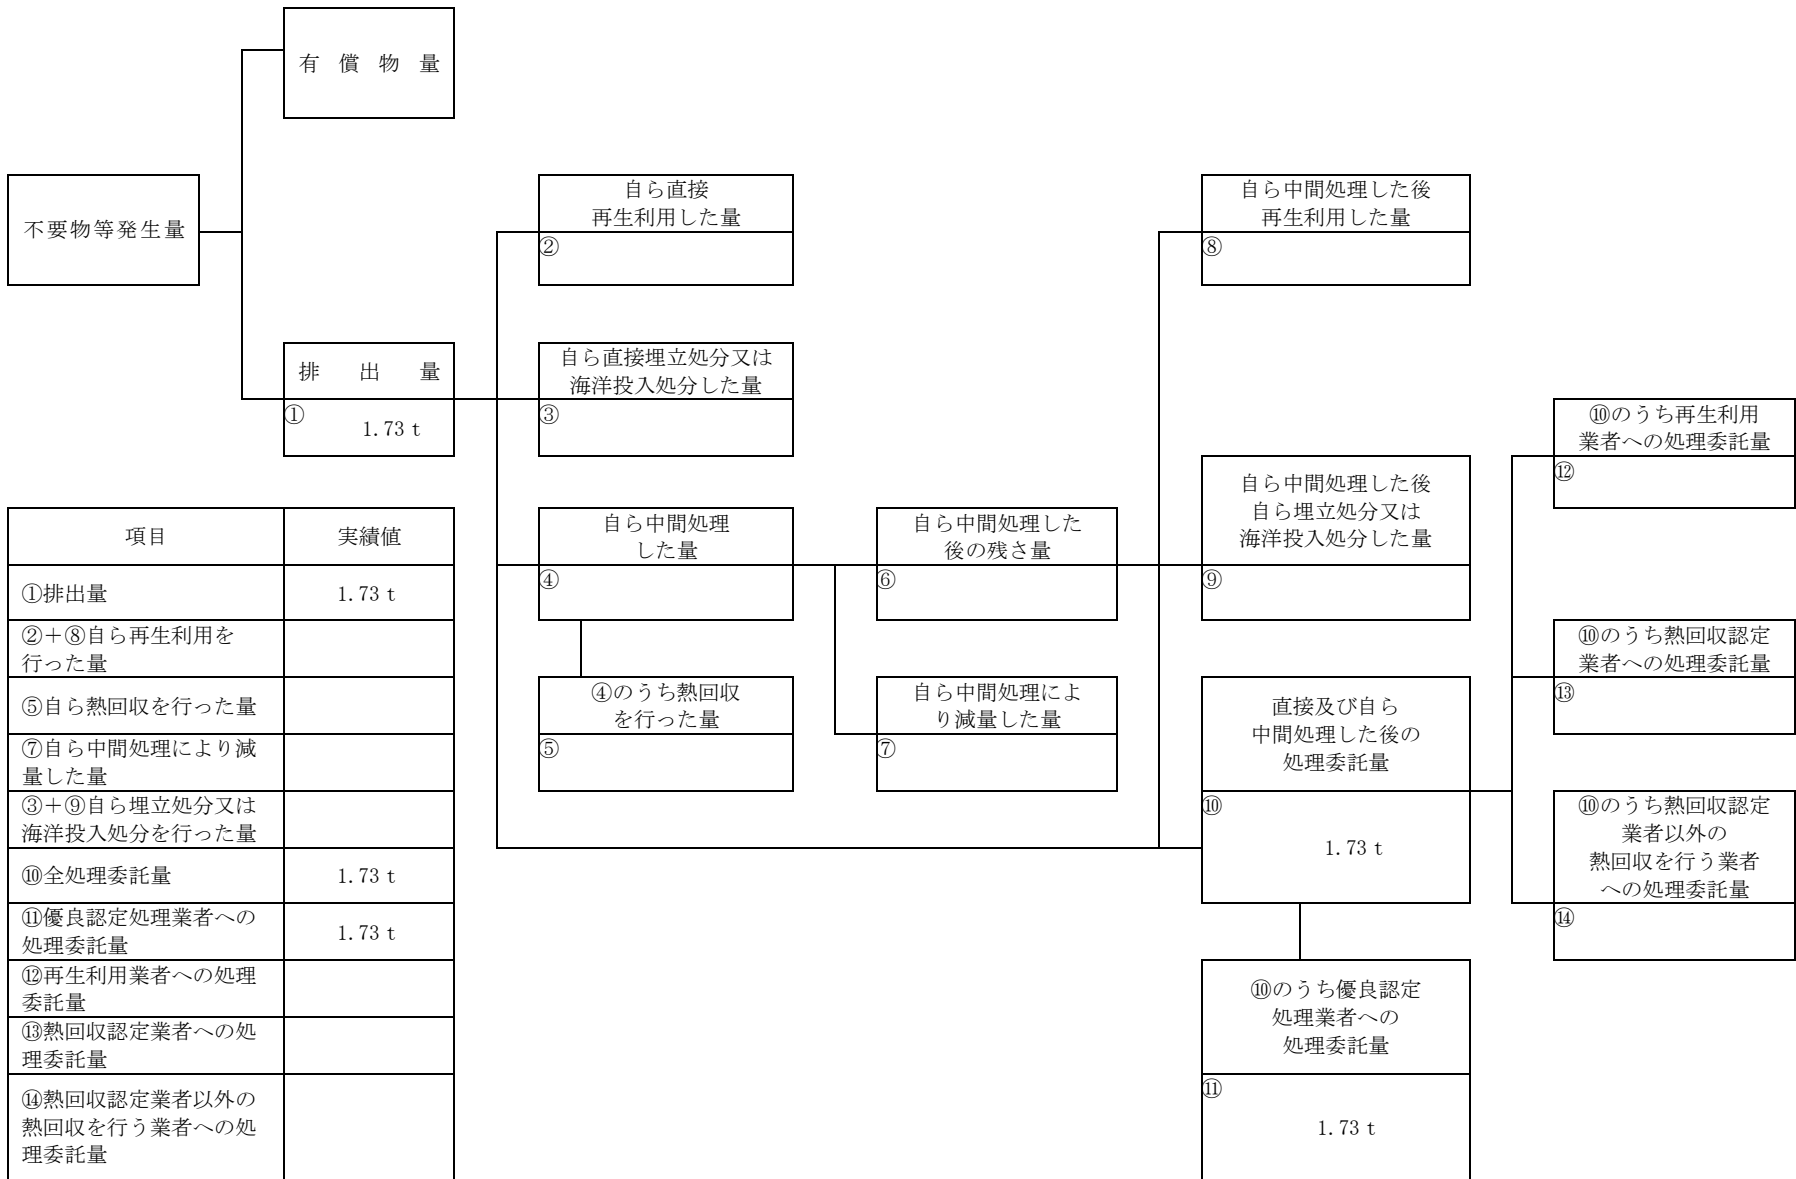 有 償 物 量
不要物等発生量
排 出 量
①
1.73 t
自ら直接
再生利用した量
②
自ら直接埋立処分又は
海洋投入処分した量
③
自ら中間処理
した量
④
④のうち熱回収
を行った量
⑤
自ら中間処理した
後の残さ量
⑥
自ら中間処理によ
り減量した量
⑦
自ら中間処理した後
再生利用した量
⑧
自ら中間処理した後
自ら埋立処分又は
海洋投入処分した量
⑨
直接及び自ら
中間処理した後の
処理委託量
⑩
1.73 t
⑩のうち優良認定
処理業者への
処理委託量
⑪
1.73 t
⑩のうち再生利用
業者への処理委託量
⑫
⑩のうち熱回収認定
業者への処理委託量
⑬
⑩のうち熱回収認定
業者以外の
熱回収を行う業者
への処理委託量
⑭
項目 実績値
①排出量 1.73 t
②＋⑧自ら再生利用を
行った量
⑤自ら熱回収を行った量
⑦自ら中間処理により減
量した量
③＋⑨自ら埋立処分又は
海洋投入処分を行った量
⑩全処理委託量 1.73 t
⑪優良認定処理業者への
処理委託量 1.73 t
⑫再生利用業者への処理
委託量
⑬熱回収認定業者への処
理委託量
⑭熱回収認定業者以外の
熱回収を行う業者への処
理委託量